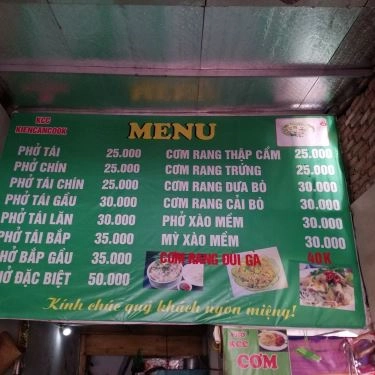 KCC
KIENCANCOOK
MENU
PHỞ TÁI 25.000
PHỞ CHÍN 25.000
PHỞ TÁI CHÍN 25.000
PHỞ TÁI GẦU 30.000
PHỞ TÁI LĂN 30.000
PHỞ TÁI BẮP 35.000
PHỞ BẮP GẦU 35.000
PHỞ ĐẶC BIỆT 50.000
CƠM RANG THẬP CẨM 25.000
CƠM RANG TRỨNG 25.000
CƠM RANG DƯA BÒ 30.000
CƠM RANG CẢI BÒ 30.000
PHỞ XÀO MỀM 30.000
MỲ XÀO MỀM 30.000
CƠM RANG ĐÙI GÀ 40K
Kính chúc quý khách ngon miệng!
KCC
CƠM